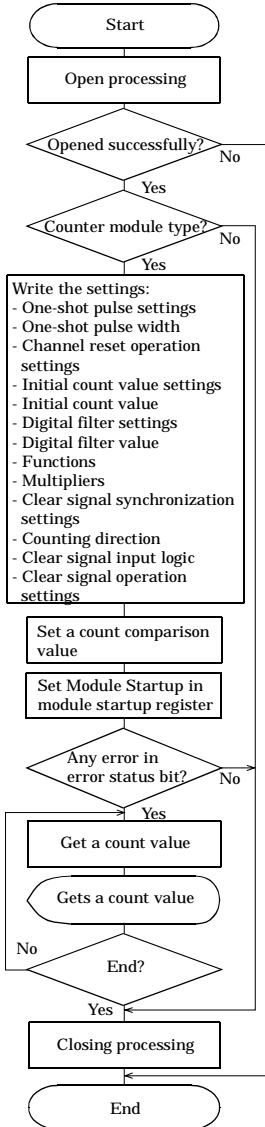 Start
Open processing
Opened successfully?
No
Yes
Counter module type?
No
Yes
Write the settings:
- One-shot pulse settings
- One-shot pulse width
- Channel reset operation
settings
- Initial count value settings
- Initial count value
- Digital filter settings
- Digital filter value
- Functions
- Multipliers
- Clear signal synchronization
settings
- Counting direction
- Clear signal input logic
- Clear signal operation
settings
Set a count comparison
value
Set Module Startup in
module startup register
Any error in
error status bit?
No
Yes
Get a count value
Gets a count value
No
End?
Yes
Closing processing
End